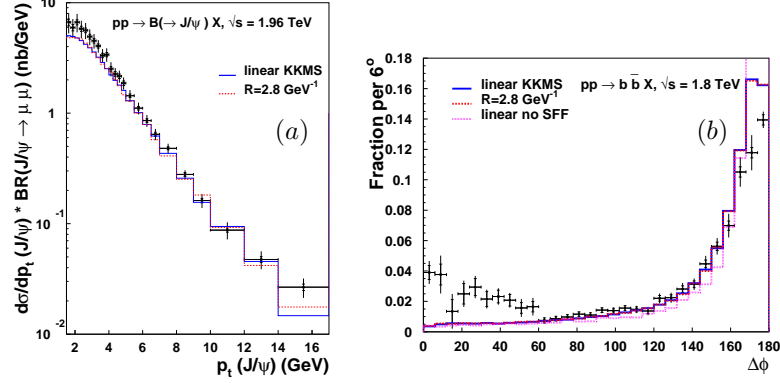 pp → B(→ J/ψ ) X, √s = 1.96 TeV
linear KKMS
R=2.8 GeV⁻¹
(a)
dσ/dpₜ (J/ψ) * BR(J/ψ → μ μ) (nb/GeV)
10
1
10⁻¹
10⁻²
2 4 6 8 10 12 14 16
pₜ (J/ψ) (GeV)
linear KKMS
R=2.8 GeV⁻¹
linear no SFF
pp → b b̅ X, √s = 1.8 TeV
(b)
Fraction per 6°
0.18
0.16
0.14
0.12
0.1
0.08
0.06
0.04
0.02
0
0 20 40 60 80 100 120 140 160 180
Δϕ